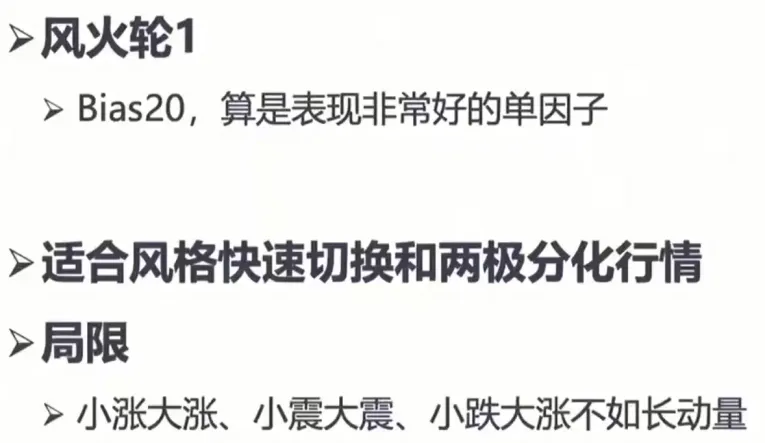 ➢风火轮1
➢Bias20，算是表现非常好的单因子
➢适合风格快速切换和两极分化行情
➢局限
➢小涨大涨、小震大震、小跌大涨不如长动量